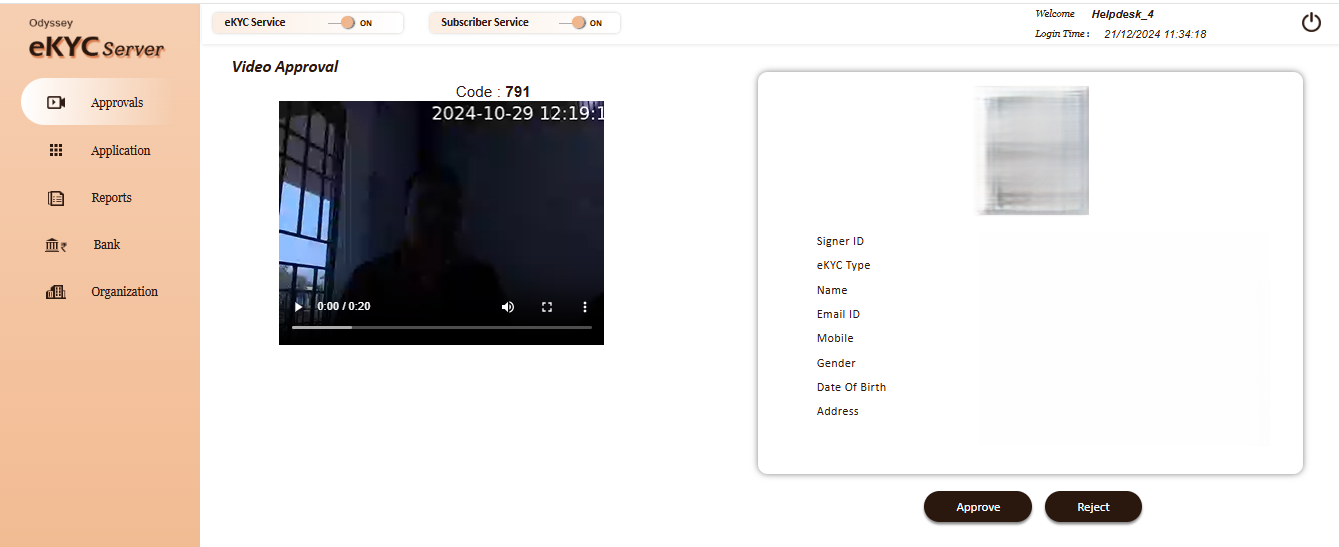 Odyssey
eKYC Server
eKYC Service ON
Subscriber Service ON
Welcome Helpdesk_4
Login Time : 21/12/2024 11:34:18
Approvals
Application
Reports
Bank
Organization
Video Approval
Code : 791
2024-10-29 12:19:1
0:00 / 0:20
Signer ID
eKYC Type
Name
Email ID
Mobile
Gender
Date Of Birth
Address
Approve
Reject